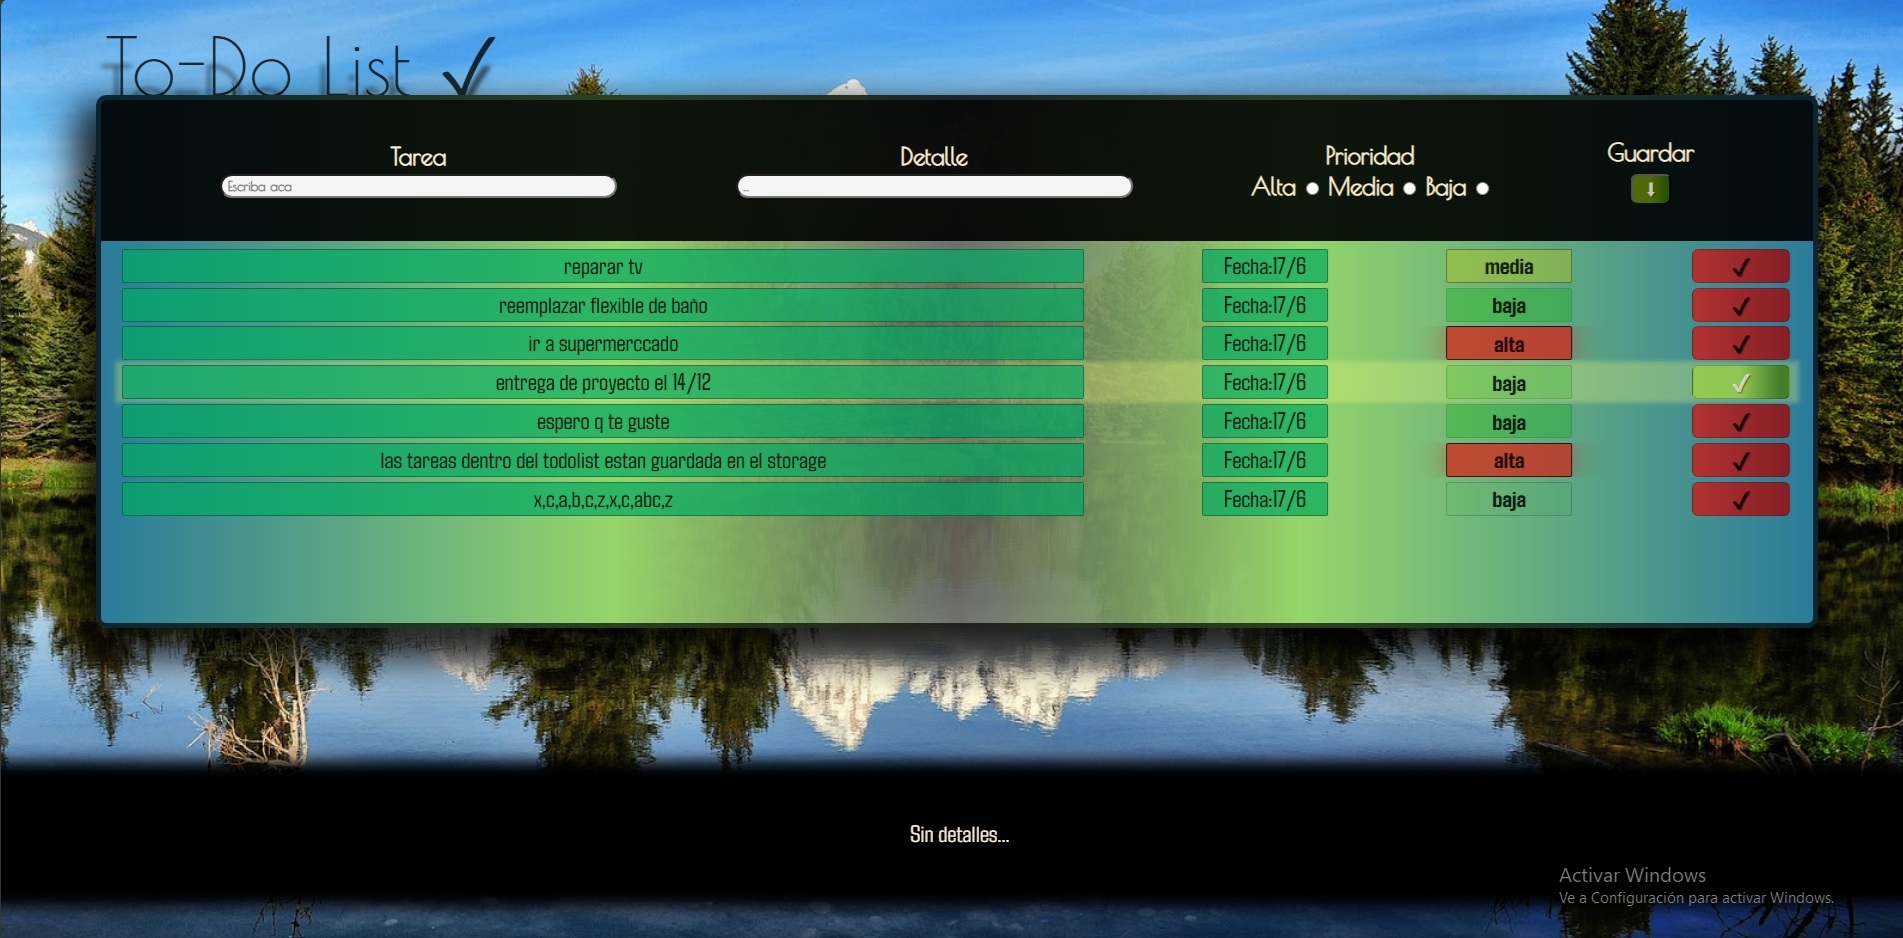 To-Do List ✓
Tarea Detalle Prioridad Guardar
Escriba aca ... Alta Media Baja ⬇
reparar tv Fecha:17/6 media ✓
reemplazar flexible de baño Fecha:17/6 baja ✓
ir a supermerccado Fecha:17/6 alta ✓
entrega de proyecto el 14/12 Fecha:17/6 baja ✓
espero q te guste Fecha:17/6 baja ✓
las tareas dentro del todolist estan guardada en el storage Fecha:17/6 alta ✓
x,c,a,b,c,z,x,c,abc,z Fecha:17/6 baja ✓
Sin detalles...
Activar Windows
Ve a Configuración para activar Windows.